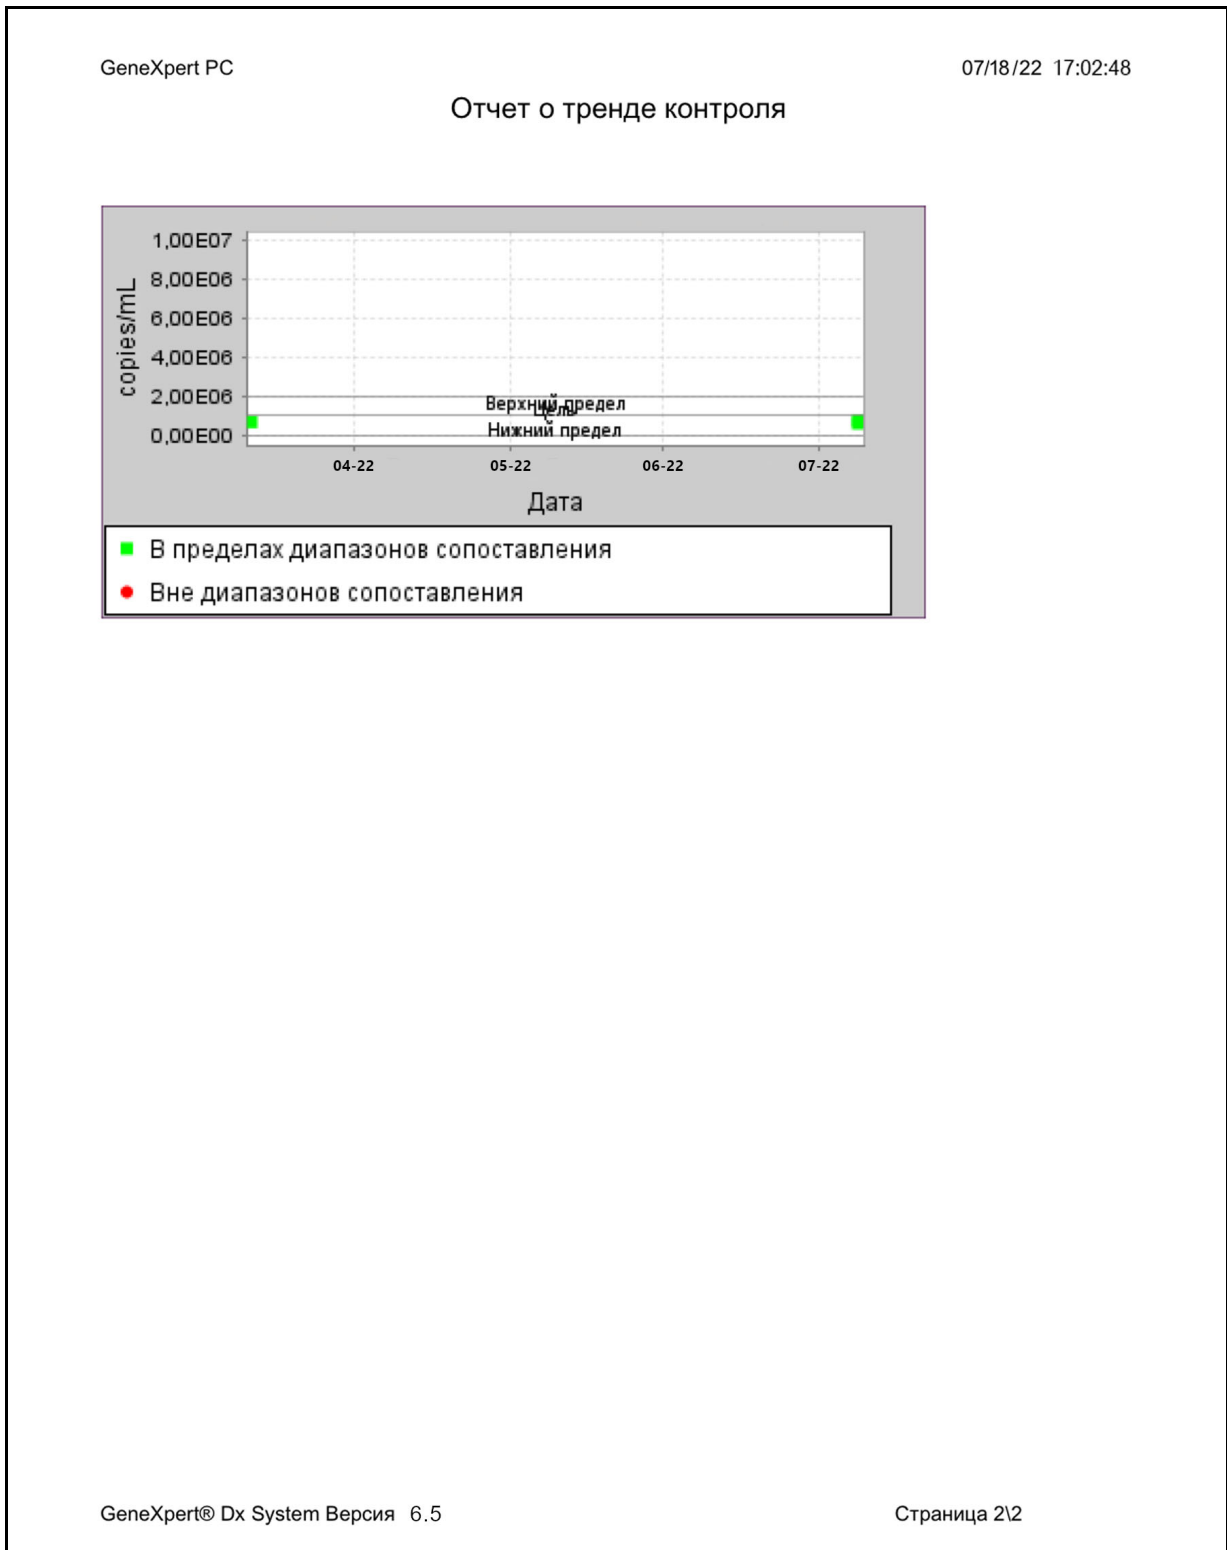 GeneXpert PC 07/18/22 17:02:48
Отчет о тренде контроля
1,00E07
8,00E06
6,00E06
4,00E06
2,00E06
0,00E00
copies/mL
Верхний предел
Цель
Нижний предел
04-22 05-22 06-22 07-22
Дата
В пределах диапазонов сопоставления
Вне диапазонов сопоставления
GeneXpert® Dx System Версия 6.5 Страница 2\2